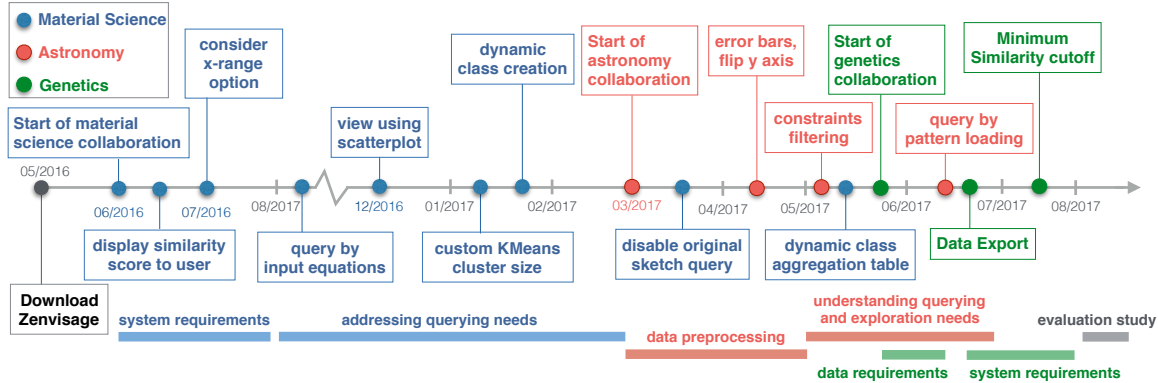 Material Science
Astronomy
Genetics
consider
x-range
option
dynamic
class creation
Start of
astronomy
collaboration
error bars,
flip y axis
Start of
genetics
collaboration
Minimum
Similarity cutoff
Start of material
science collaboration
view using
scatterplot
constraints
filtering
query by
pattern loading
05/2016
06/2016
07/2016
08/2017
12/2016
01/2017
02/2017
03/2017
04/2017
05/2017
06/2017
07/2017
08/2017
display similarity
score to user
query by
input equations
custom KMeans
cluster size
disable original
sketch query
dynamic class
aggregation table
Data Export
Download
Zenvisage
system requirements
addressing querying needs
data preprocessing
understanding querying
and exploration needs
evaluation study
data requirements
system requirements